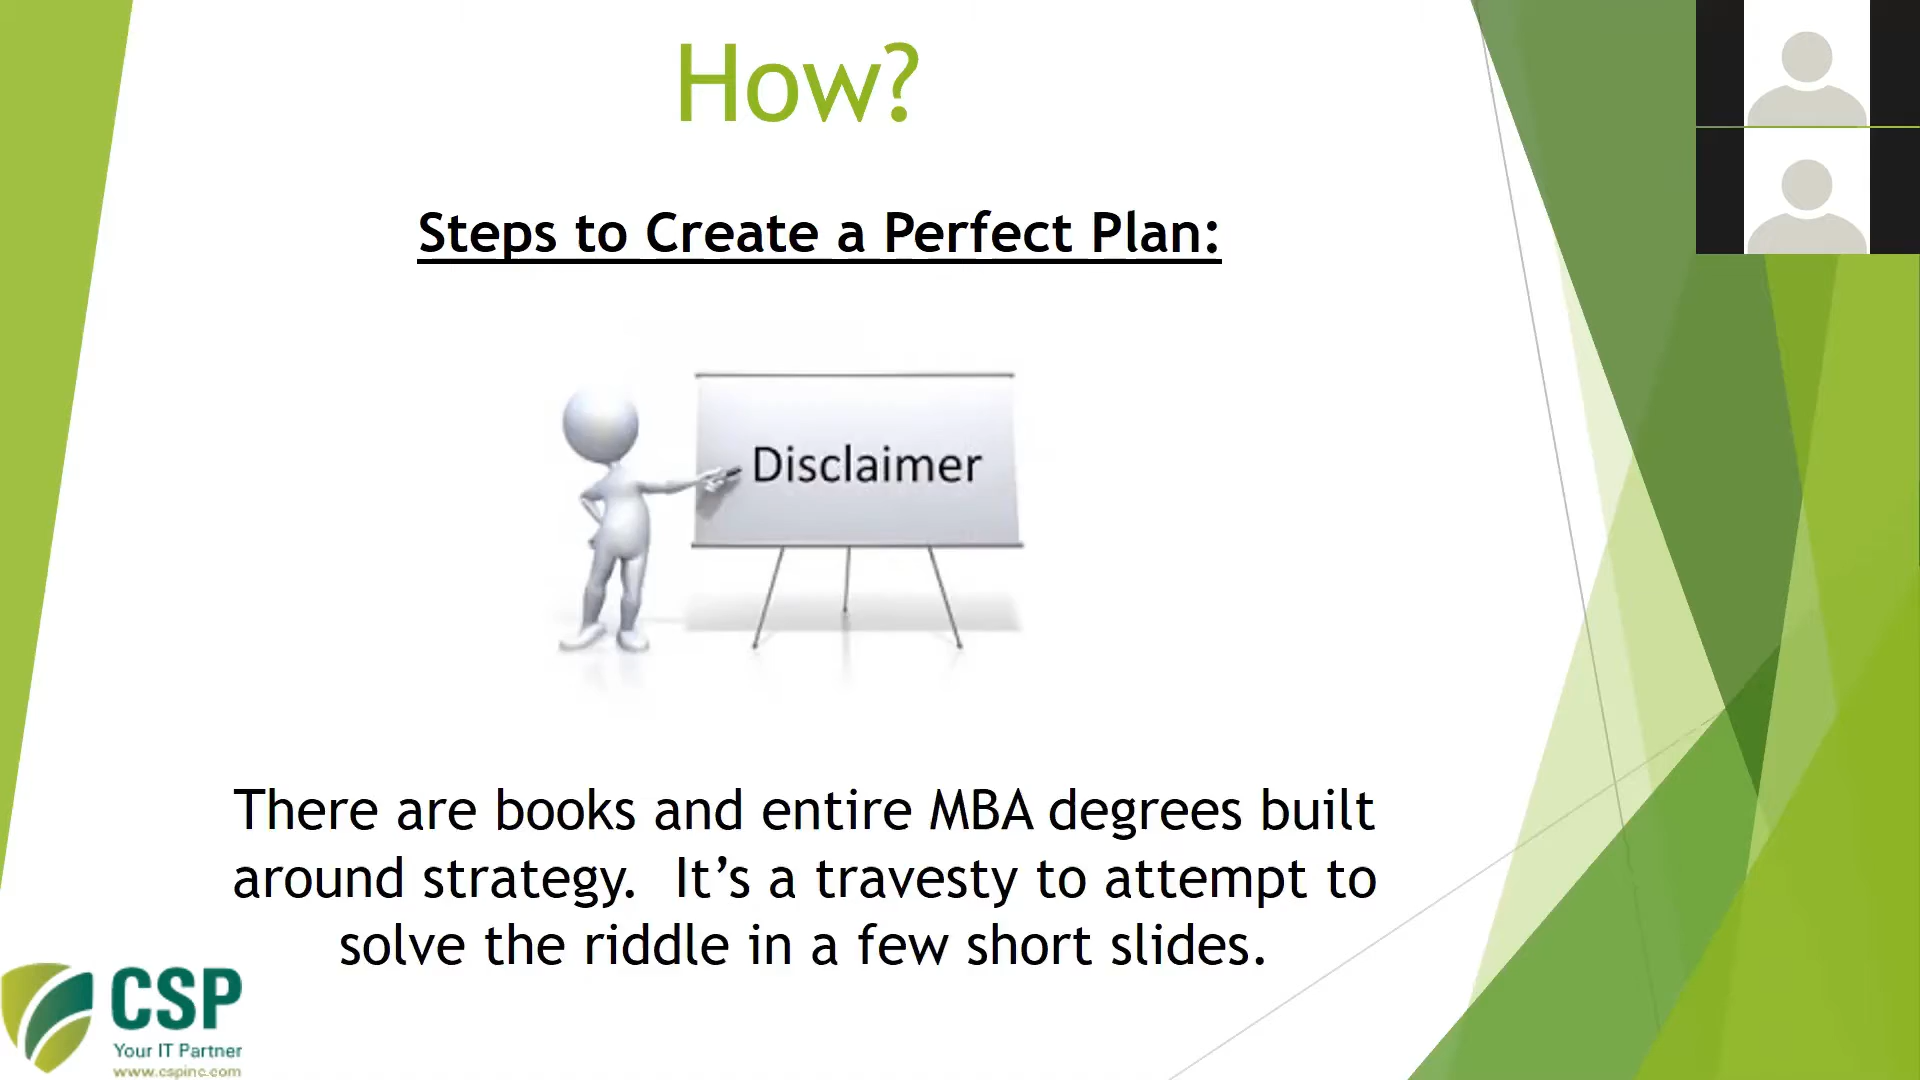 How?
Steps to Create a Perfect Plan:
Disclaimer
There are books and entire MBA degrees built
around strategy.  It’s a travesty to attempt to
solve the riddle in a few short slides.
CSP
Your IT Partner
www.cspinc.com